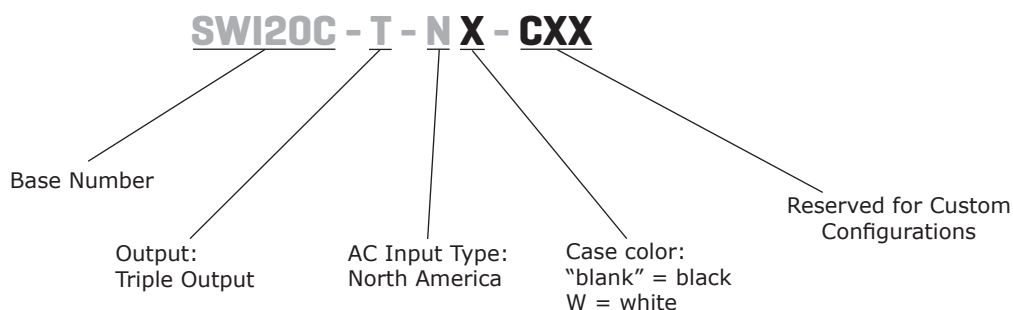 SWI20C - T - N X - CXX
Base Number
Reserved for Custom
Configurations
Output:
Triple Output
AC Input Type:
North America
Case color:
“blank” = black
W = white